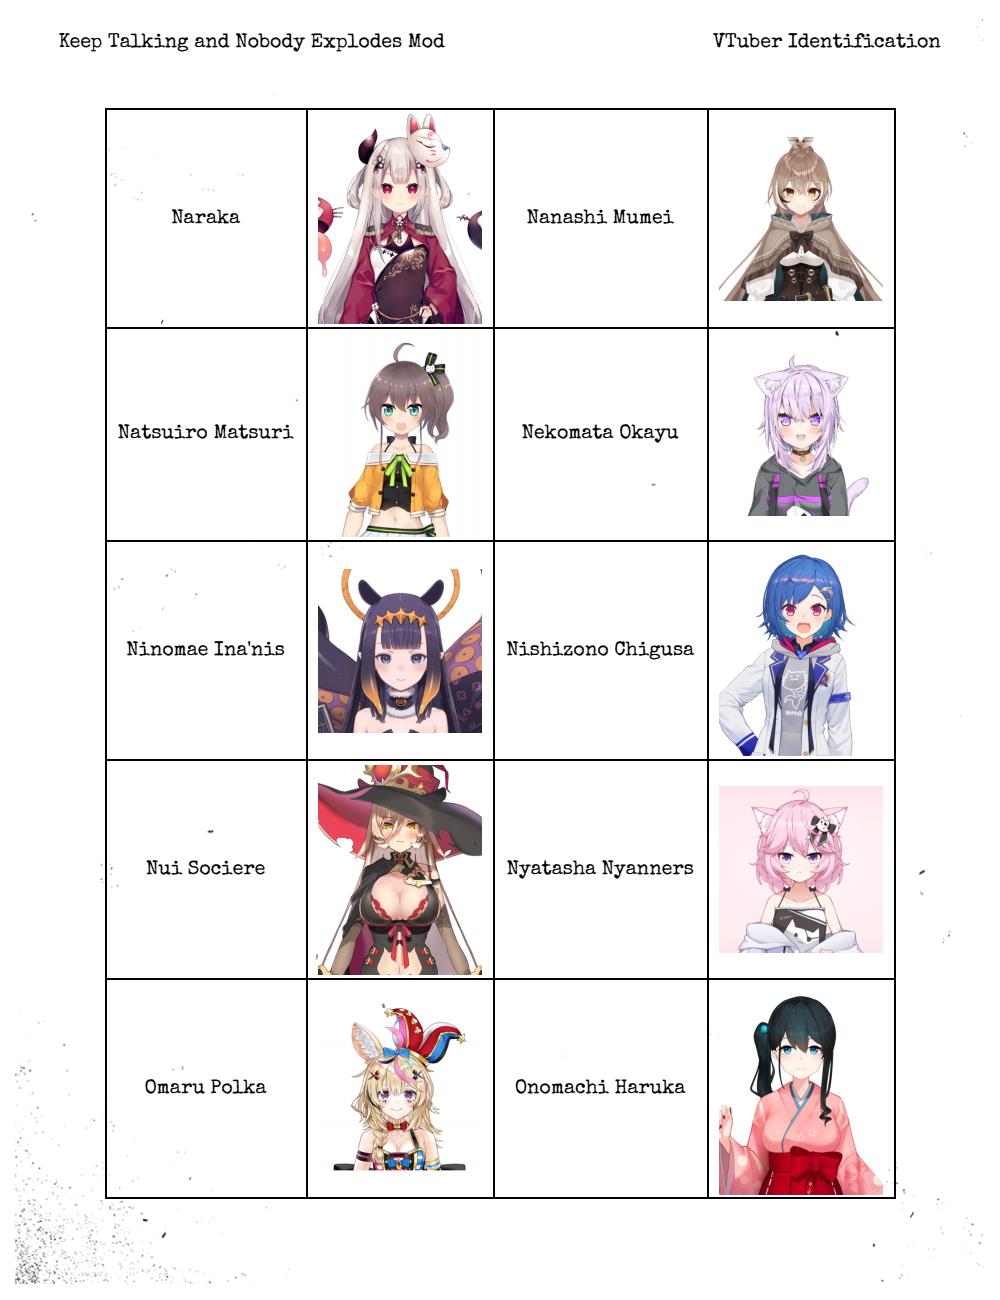 Keep Talking and Nobody Explodes Mod
VTuber Identification
Naraka
Nanashi Mumei
Natsuiro Matsuri
Nekomata Okayu
Ninomae Ina'nis
Nishizono Chigusa
Nui Sociere
Nyatasha Nyanners
Omaru Polka
Onomachi Haruka